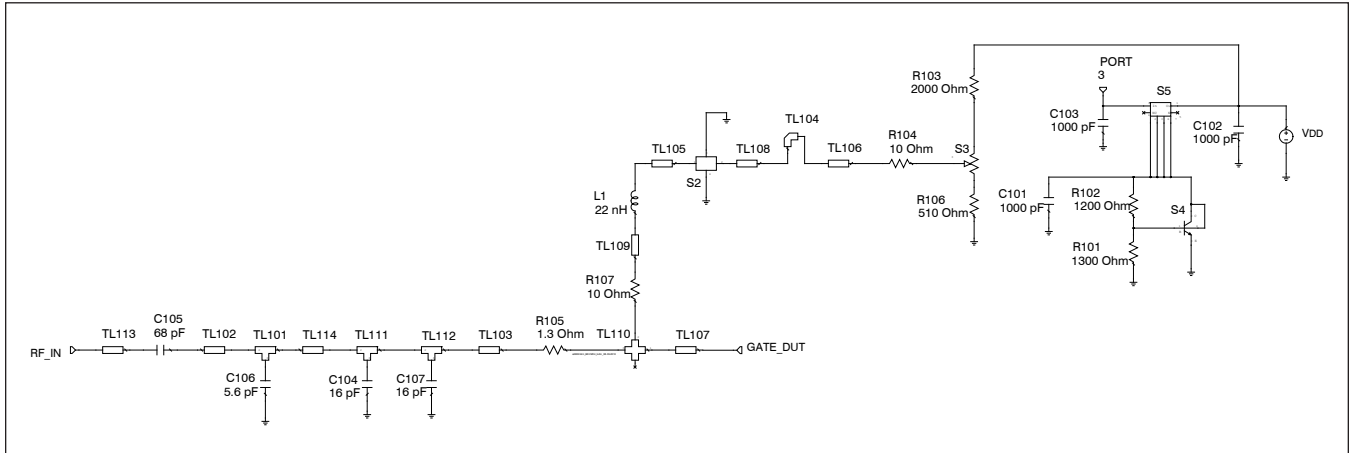 R103
2000 Ohm
PORT
3
S5
C103
1000 pF
C102
1000 pF
VDD
TL104
TL105
TL108
TL106
R104
10 Ohm
S3
S2
L1
22 nH
R106
510 Ohm
C101
1000 pF
R102
1200 Ohm
S4
R101
1300 Ohm
TL109
R107
10 Ohm
C105
68 pF
TL113
TL102
TL101
TL114
TL111
TL112
TL103
R105
1.3 Ohm
TL110
TL107
RF_IN
GATE_DUT
C106
5.6 pF
C104
16 pF
C107
16 pF